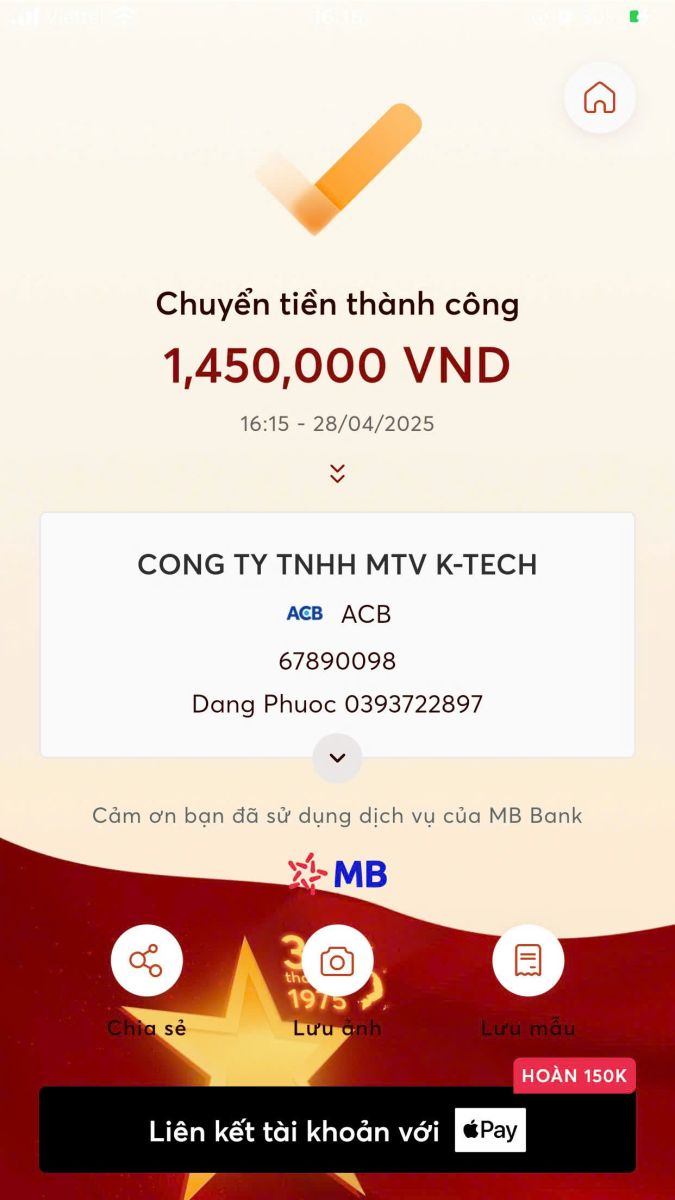 Viettel
16:15
Chuyển tiền thành công
1,450,000 VND
16:15 - 28/04/2025
CONG TY TNHH MTV K-TECH
ACB ACB
67890098
Dang Phuoc 0393722897
Cảm ơn bạn đã sử dụng dịch vụ của MB Bank
MB
1975
Chia sẻ
Lưu ảnh
Lưu mẫu
HOÀN 150K
Liên kết tài khoản với Pay